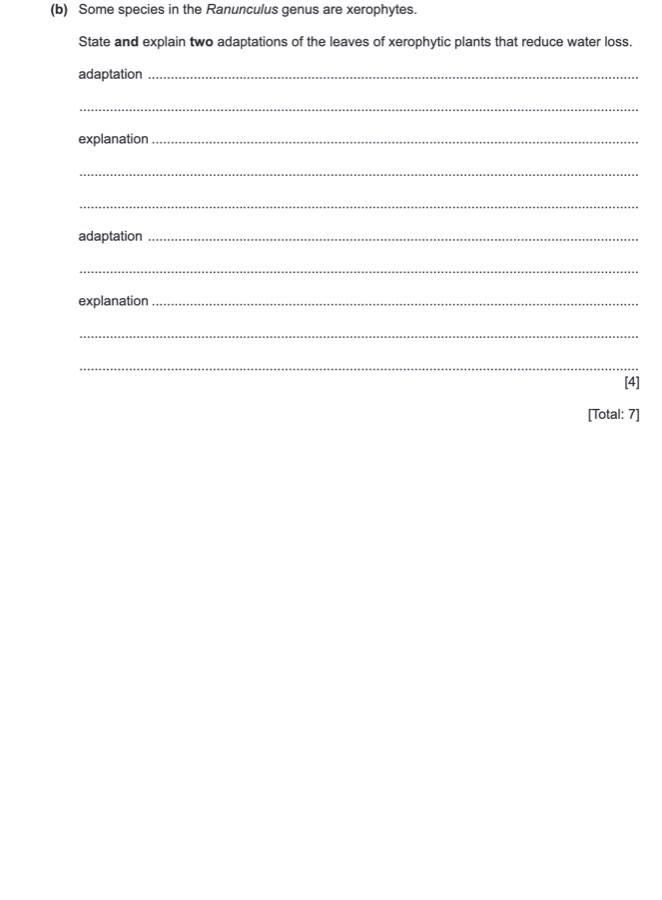 (b) Some species in the Ranunculus genus are xerophytes.
State and explain two adaptations of the leaves of xerophytic plants that reduce water loss.
adaptation ....................................................................................................
....................................................................................................
explanation ....................................................................................................
....................................................................................................
....................................................................................................
adaptation ....................................................................................................
....................................................................................................
explanation ....................................................................................................
....................................................................................................
....................................................................................................
[4]
[Total: 7]